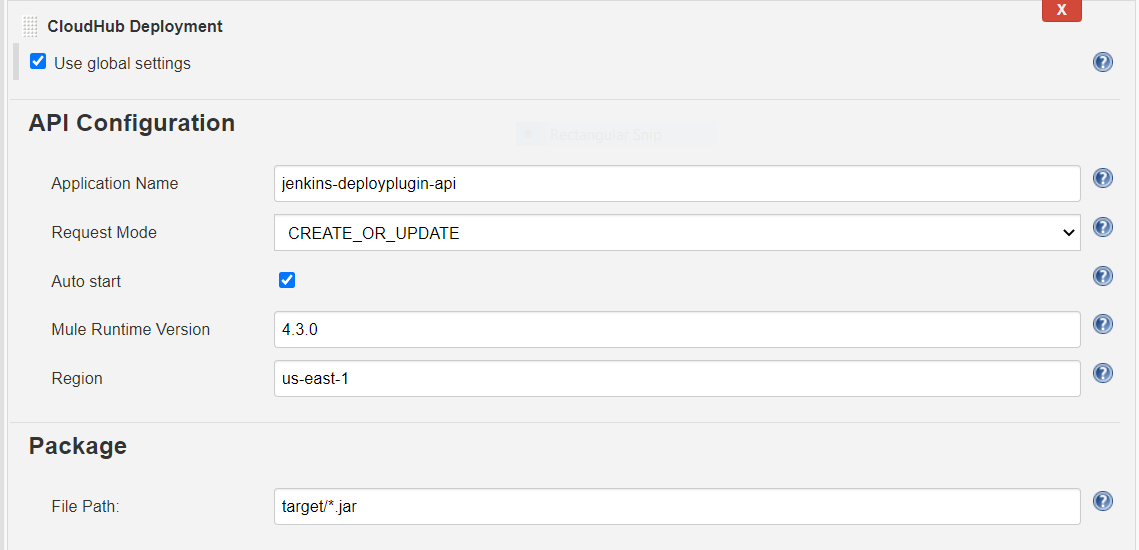 CloudHub Deployment
X
Use global settings
API Configuration
Rectangular Snip
Application Name
jenkins-deployplugin-api
Request Mode
CREATE_OR_UPDATE
Auto start
Mule Runtime Version
4.3.0
Region
us-east-1
Package
File Path:
target/*.jar